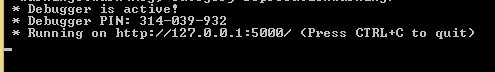 * Debugger is active!
* Debugger PIN: 314-039-932
* Running on http://127.0.0.1:5000/ (Press CTRL+C to quit)